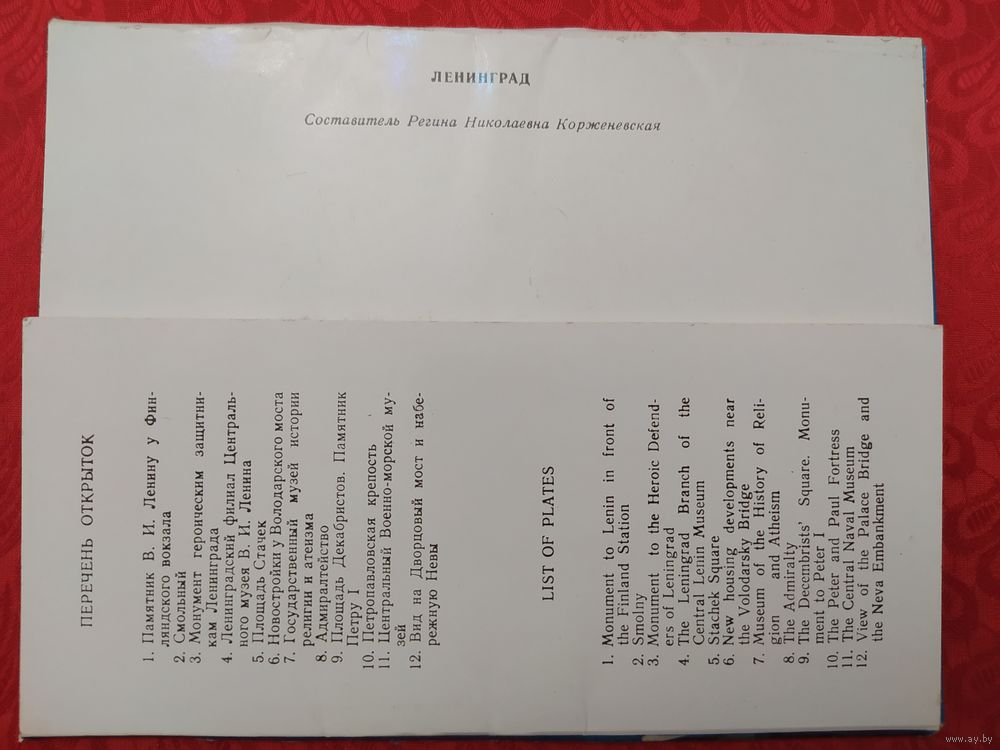 ЛЕНИНГРАД
Составитель Регина Николаевна Корженевская
ПЕРЕЧЕНЬ ОТКРЫТОК
1. Памятник В. И. Ленину у Фин-
ляндского вокзала
2. Смольный
3. Монумент героическим защитни-
кам Ленинграда
4. Ленинградский филиал Централь-
ного музея В. И. Ленина
5. Площадь Стачек
6. Новостройки у Володарского моста
7. Государственный музей истории
религии и атеизма
8. Адмиралтейство
9. Площадь Декабристов. Памятник
Петру I
10. Петропавловская крепость
11. Центральный Военно-морской му-
зей
12. Вид на Дворцовый мост и набе-
режную Невы
LIST OF PLATES
1. Monument to Lenin in front of
the Finland Station
2. Smolny
3. Monument to the Heroic Defend-
ers of Leningrad
4. The Leningrad Branch of the
Central Lenin Museum
5. Stachek Square
6. New housing developments near
the Volodarsky Bridge
7. Museum of the History of Reli-
gion and Atheism
8. The Admiralty
9. The Decembrists' Square. Monu-
ment to Peter I
10. The Peter and Paul Fortress
11. The Central Naval Museum
12. View of the Palace Bridge and
the Neva Embankment
www.ay.by